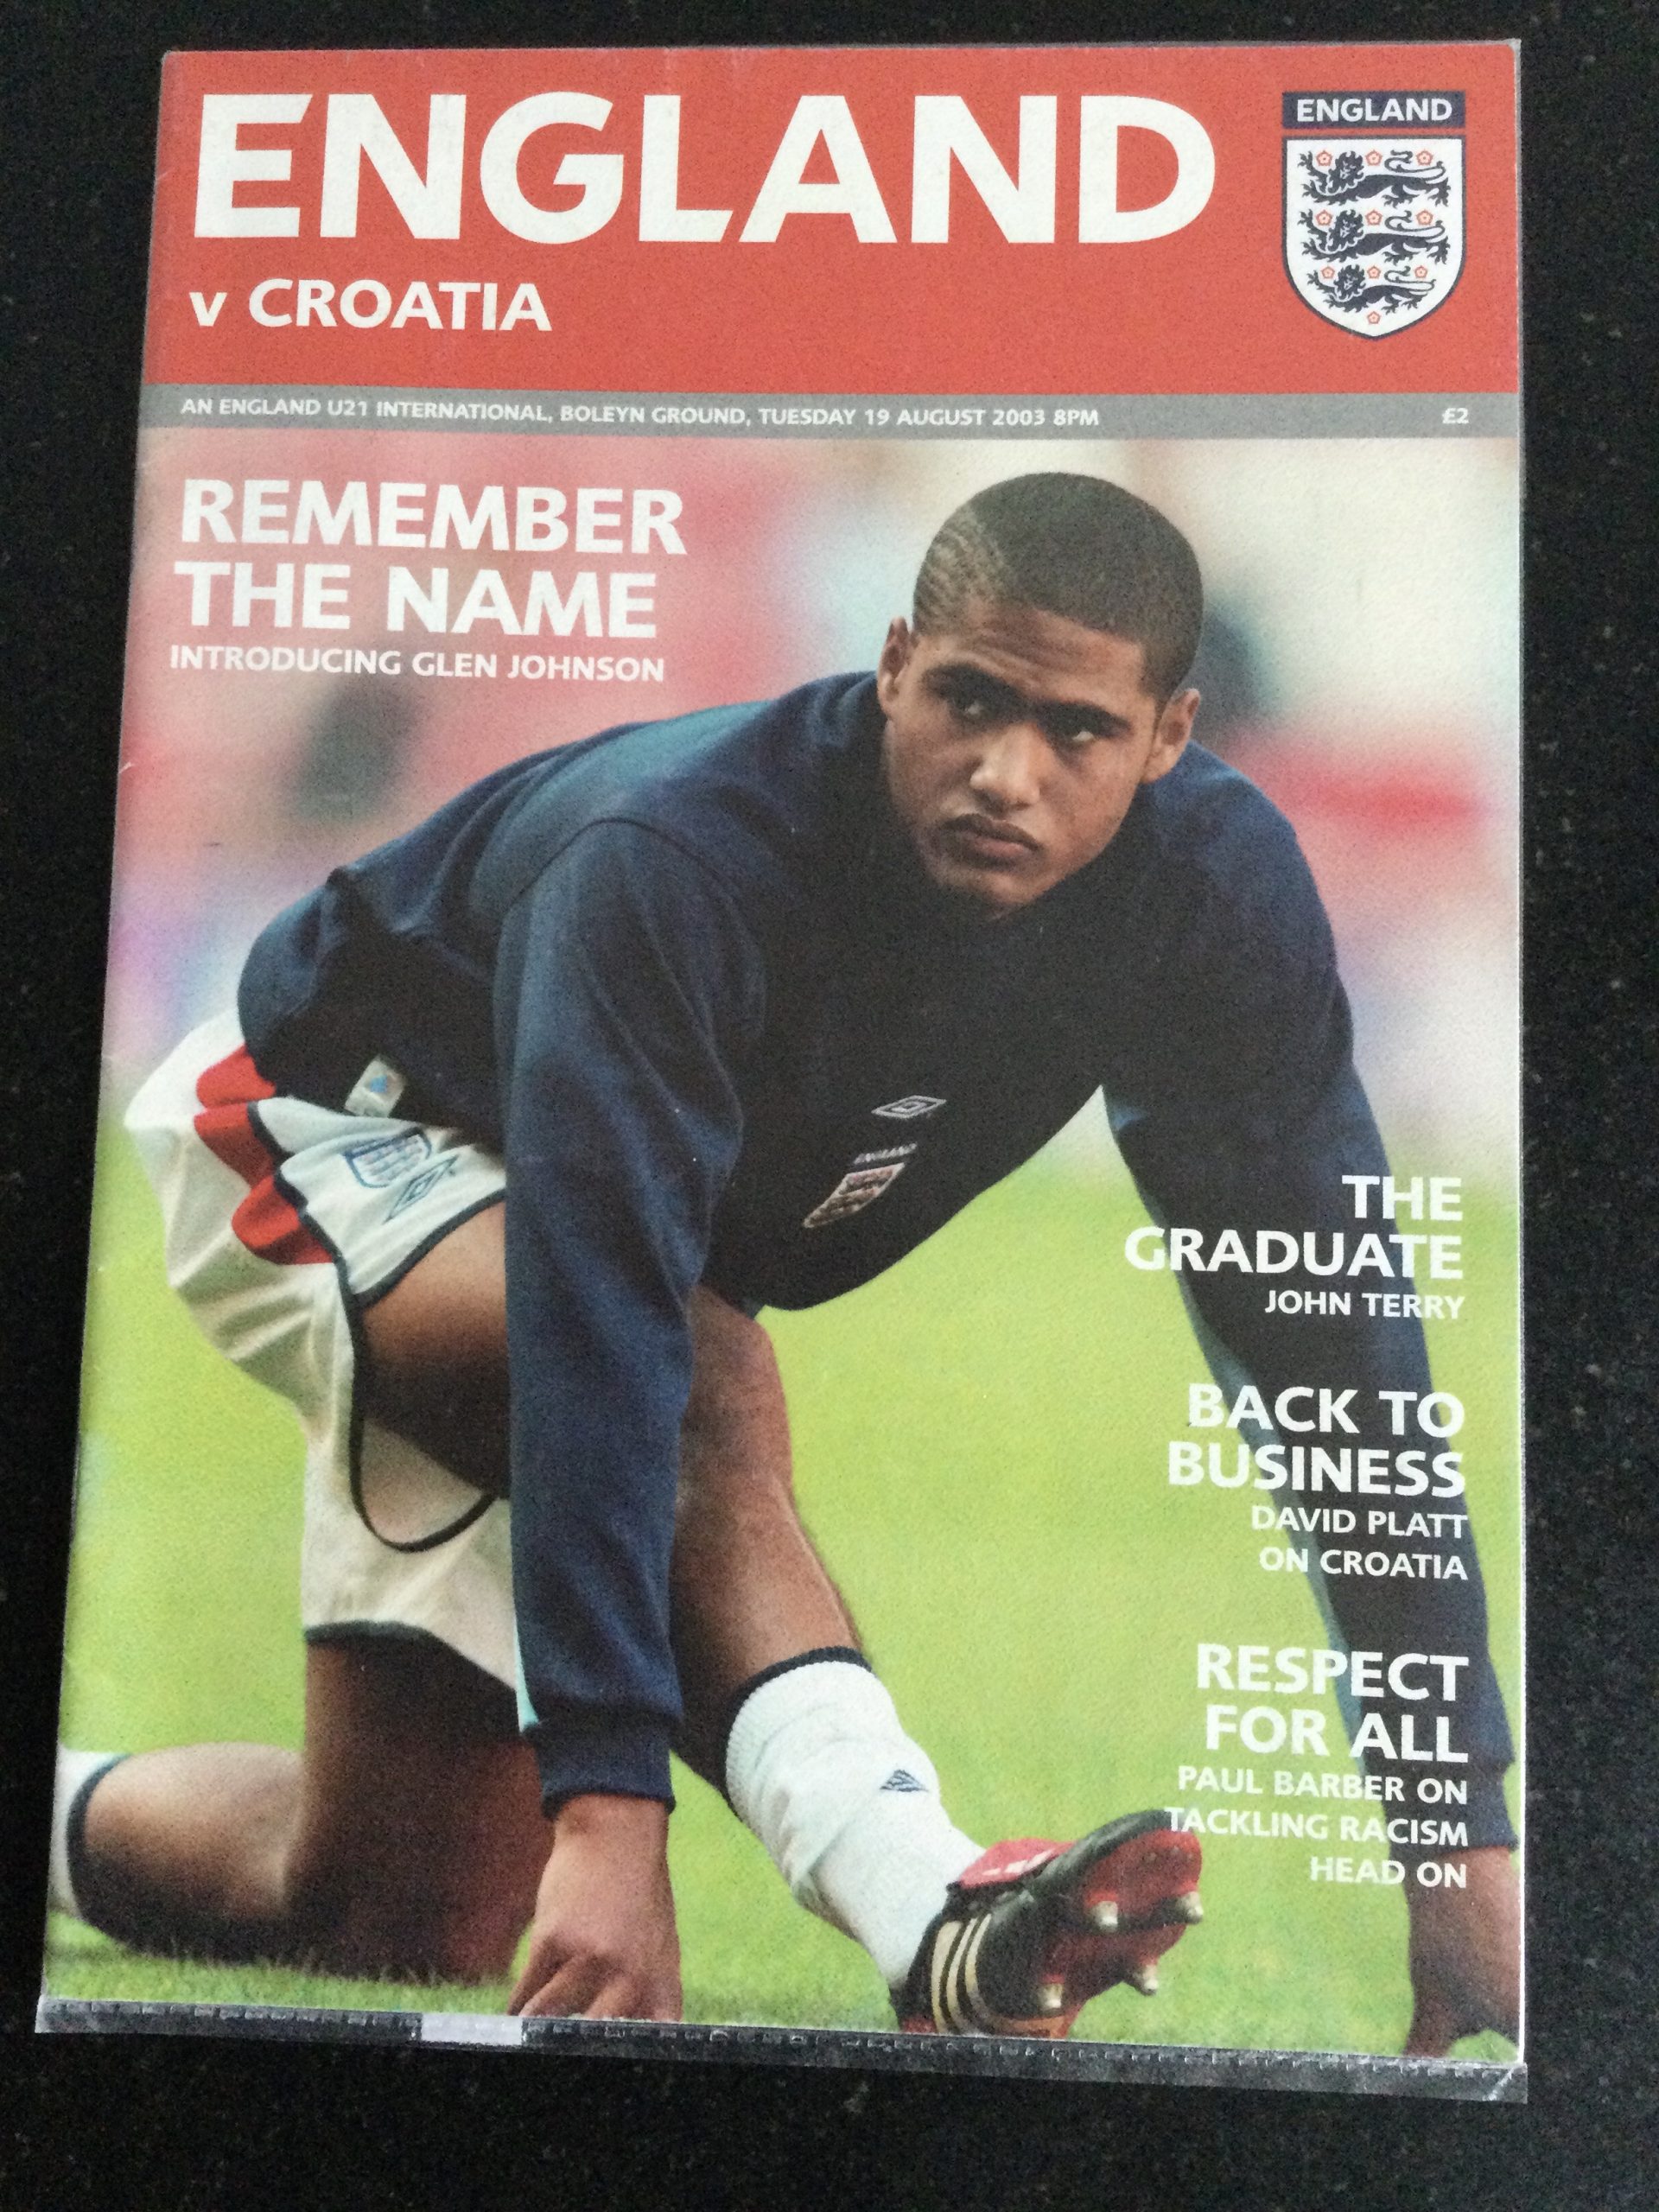 ENGLAND
v CROATIA
ENGLAND
AN ENGLAND U21 INTERNATIONAL, BOLEYN GROUND, TUESDAY 19 AUGUST 2003 8PM
£2
REMEMBER
THE NAME
INTRODUCING GLEN JOHNSON
ENGLAND
THE
GRADUATE
JOHN TERRY
BACK TO
BUSINESS
DAVID PLATT
ON CROATIA
RESPECT
FOR ALL
PAUL BARBER ON
TACKLING RACISM
HEAD ON